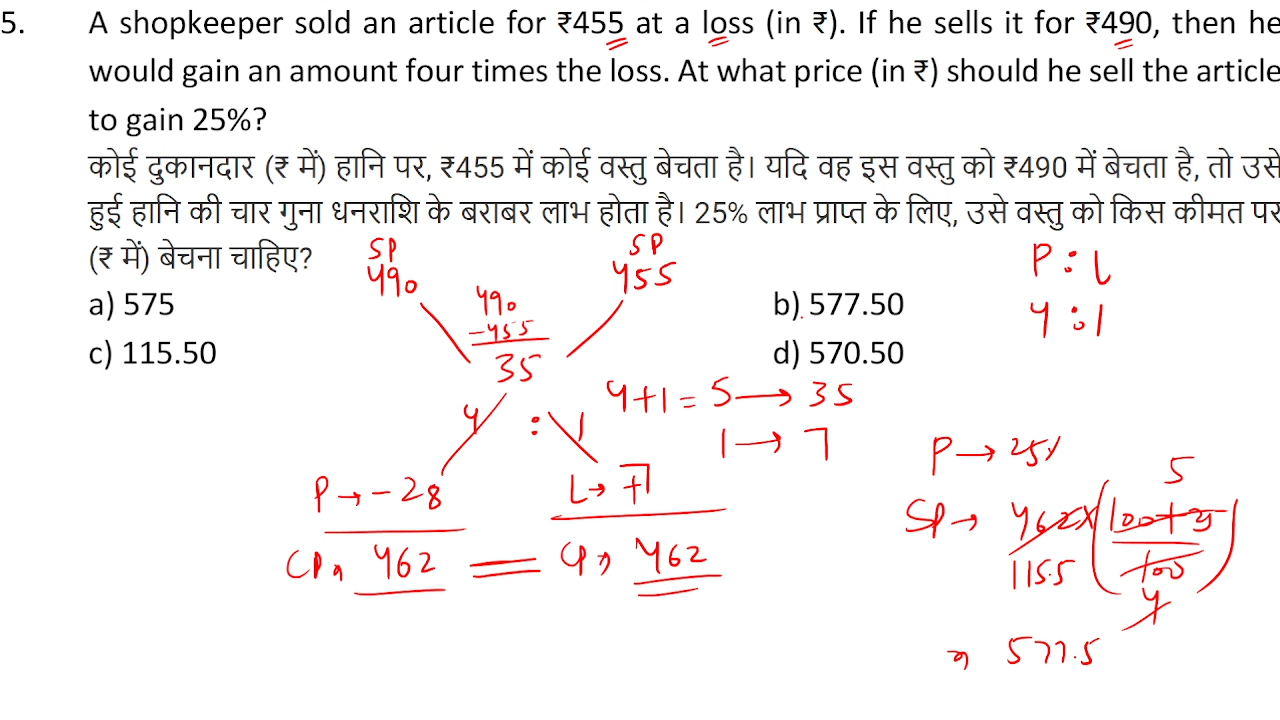 5. A shopkeeper sold an article for ₹455 at a loss (in ₹). If he sells it for ₹490, then he
would gain an amount four times the loss. At what price (in ₹) should he sell the article
to gain 25%?
कोई दुकानदार (₹ में) हानि पर, ₹455 में कोई वस्तु बेचता है। यदि वह इस वस्तु को ₹490 में बेचता है, तो उसे
हुई हानि की चार गुना धनराशि के बराबर लाभ होता है। 25% लाभ प्राप्त के लिए, उसे वस्तु को किस कीमत पर
(₹ में) बेचना चाहिए?
a) 575
b) 577.50
c) 115.50
d) 570.50
SP
490
SP
455
490
-455
35
P : L
4 : 1
4 : 1
4+1 = 5 → 35
1 → 7
P → -28
L → +7
CP → 462 = CP → 462
P → 25%
SP → 462 × (100+25
100)
5
115.5
4
⇒ 577.5